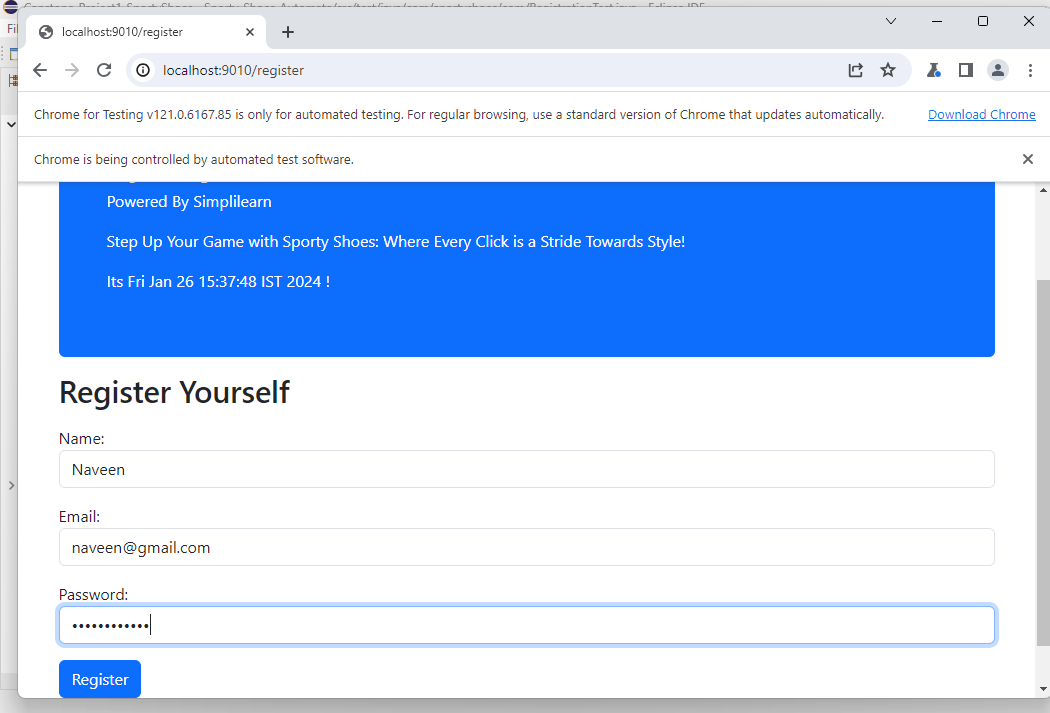 localhost:9010/register
localhost:9010/register
Chrome for Testing v121.0.6167.85 is only for automated testing. For regular browsing, use a standard version of Chrome that updates automatically. Download Chrome
Chrome is being controlled by automated test software.
Powered By Simplilearn
Step Up Your Game with Sporty Shoes: Where Every Click is a Stride Towards Style!
Its Fri Jan 26 15:37:48 IST 2024 !
Register Yourself
Name:
Naveen
Email:
naveen@gmail.com
Password:
••••••••••••
Register